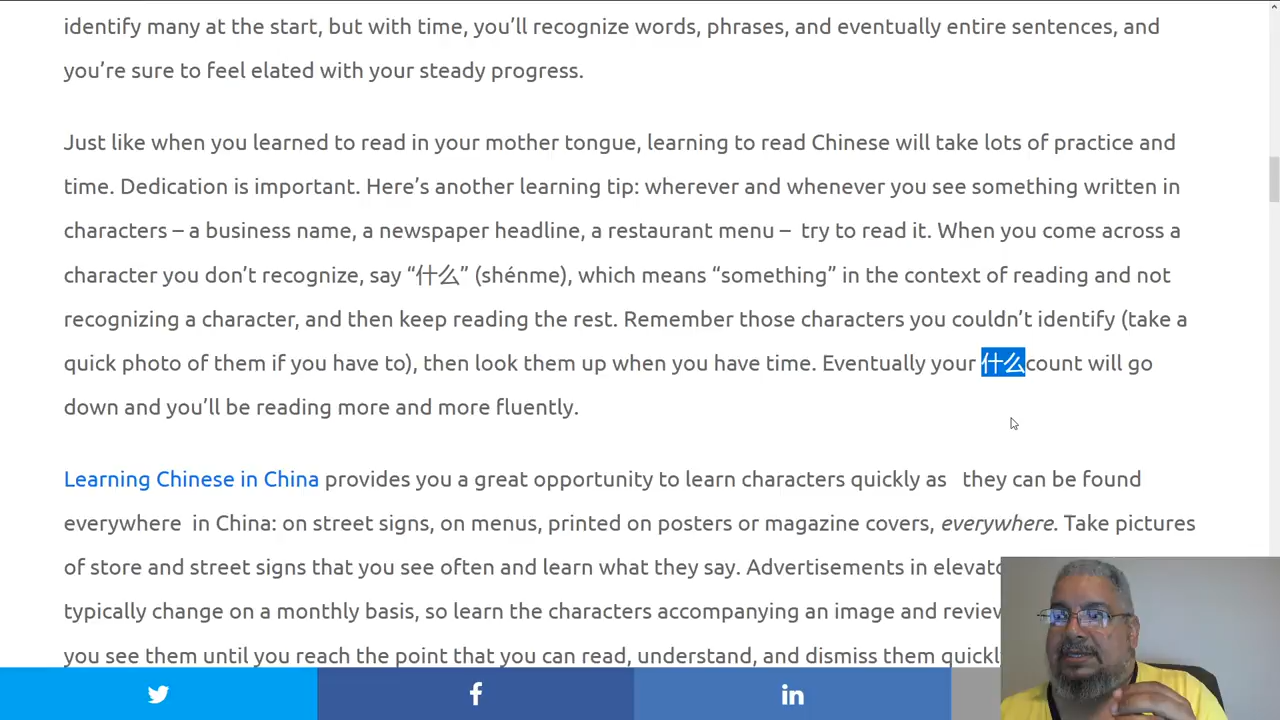 identify many at the start, but with time, you’ll recognize words, phrases, and eventually entire sentences, and
you’re sure to feel elated with your steady progress.
Just like when you learned to read in your mother tongue, learning to read Chinese will take lots of practice and
time. Dedication is important. Here’s another learning tip: wherever and whenever you see something written in
characters – a business name, a newspaper headline, a restaurant menu – try to read it. When you come across a
character you don’t recognize, say “什么” (shénme), which means “something” in the context of reading and not
recognizing a character, and then keep reading the rest. Remember those characters you couldn’t identify (take a
quick photo of them if you have to), then look them up when you have time. Eventually your 什么count will go
down and you’ll be reading more and more fluently.
Learning Chinese in China provides you a great opportunity to learn characters quickly as they can be found
everywhere in China: on street signs, on menus, printed on posters or magazine covers, everywhere. Take pictures
of store and street signs that you see often and learn what they say. Advertisements in
typically change on a monthly basis, so learn the characters accompanying an image and
you see them until you reach the point that you can read, understand, and dismiss them